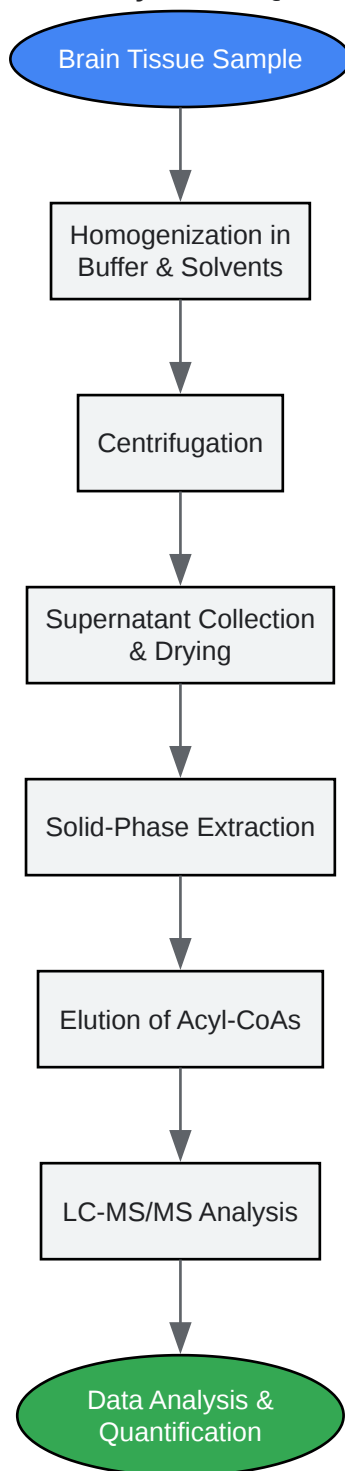 Brain Tissue Sample
Homogenization in
Buffer & Solvents
Centrifugation
Supernatant Collection
& Drying
Solid-Phase Extraction
Elution of Acyl-CoAs
LC-MS/MS Analysis
Data Analysis &
Quantification